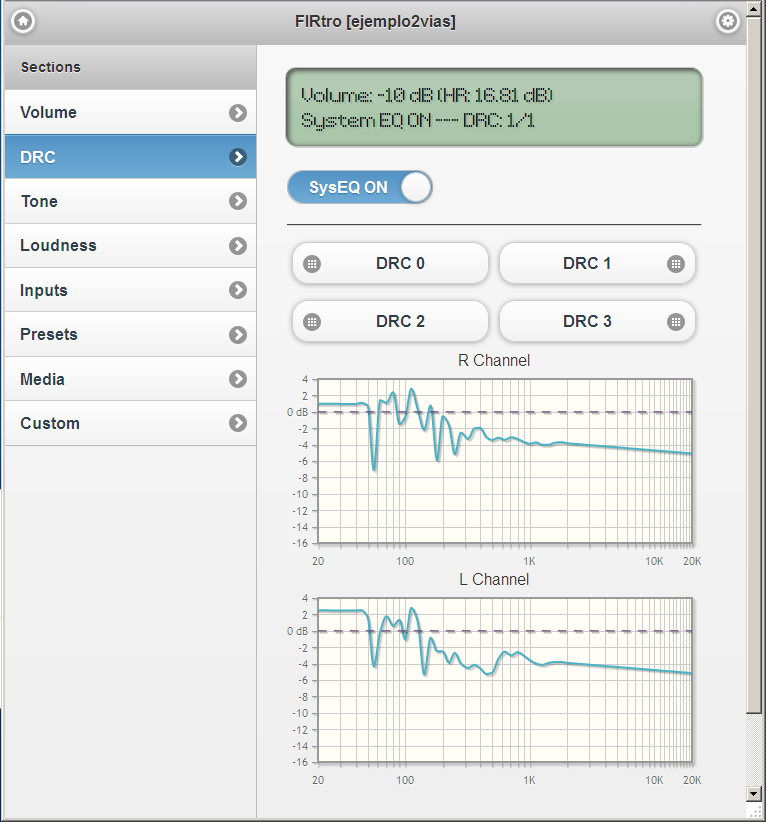 FIRtro [ejemplo2vias]
Sections
Volume
DRC
Tone
Loudness
Inputs
Presets
Media
Custom
Volume: -10 dB (HR: 16.81 dB)
System EQ ON --- DRC: 1/1
SysEQ ON
DRC 0 DRC 1
DRC 2 DRC 3
R Channel
4
2
0 dB
-2
-4
-6
-8
-10
-12
-14
-16
20 100 1K 10K 20K
L Channel
4
2
0 dB
-2
-4
-6
-8
-10
-12
-14
-16
20 100 1K 10K 20K